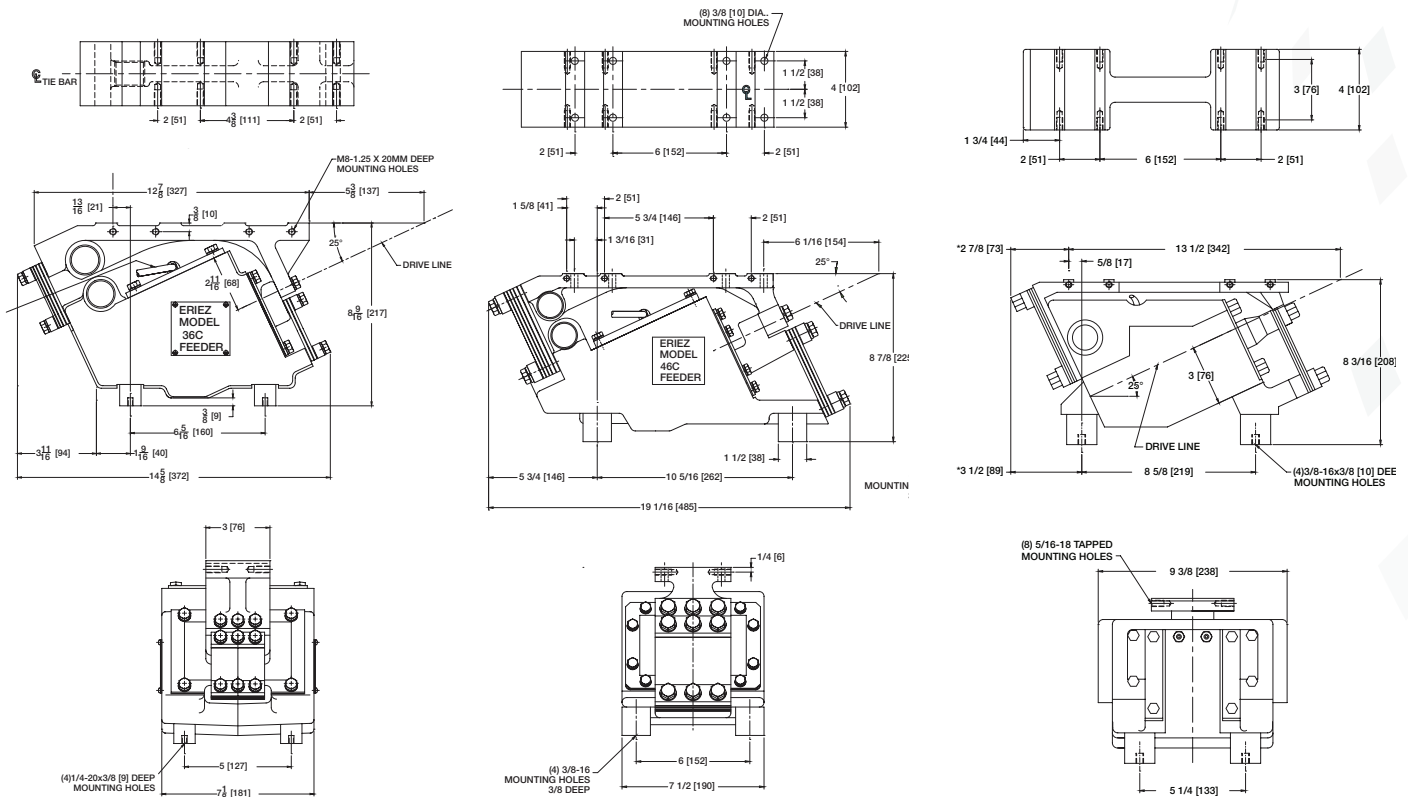 ℄ TIE BAR
2 [51]
4 3/8 [111]
2 [51]
(8) 3/8 [10] DIA..
MOUNTING HOLES
1 1/2 [38]
1 1/2 [38]
4 [102]
℄
2 [51]
6 [152]
2 [51]
3 [76]
4 [102]
1 3/4 [44]
2 [51]
6 [152]
2 [51]
M8-1.25 X 20MM DEEP
MOUNTING HOLES
12 7/8 [327]
5 3/8 [137]
13/16 [21]
3/8 [10]
25°
DRIVE LINE
2 11/16 [68]
8 9/16 [217]
ERIEZ
MODEL
36C
FEEDER
3/8 [9]
6 5/16 [160]
3 11/16 [94]
1 9/16 [40]
14 5/8 [372]
2 [51]
1 5/8 [41]
5 3/4 [146]
2 [51]
1 3/16 [31]
6 1/16 [154]
25°
DRIVE LINE
8 7/8 [225
ERIEZ
MODEL
46C
FEEDER
1 1/2 [38]
5 3/4 [146]
10 5/16 [262]
MOUNTIN
19 1/16 [485]
*2 7/8 [73]
13 1/2 [342]
5/8 [17]
8 3/16 [208]
3 [76]
25°
DRIVE LINE
*3 1/2 [89]
8 5/8 [219]
(4)3/8-16x3/8 [10] DEE
MOUNTING HOLES
3 [76]
(4)1/4-20x3/8 [9] DEEP
MOUNTING HOLES
5 [127]
7 1/8 [181]
1/4 [6]
(4) 3/8-16
MOUNTING HOLES
3/8 DEEP
6 [152]
7 1/2 [190]
(8) 5/16-18 TAPPED
MOUNTING HOLES
9 3/8 [238]
5 1/4 [133]